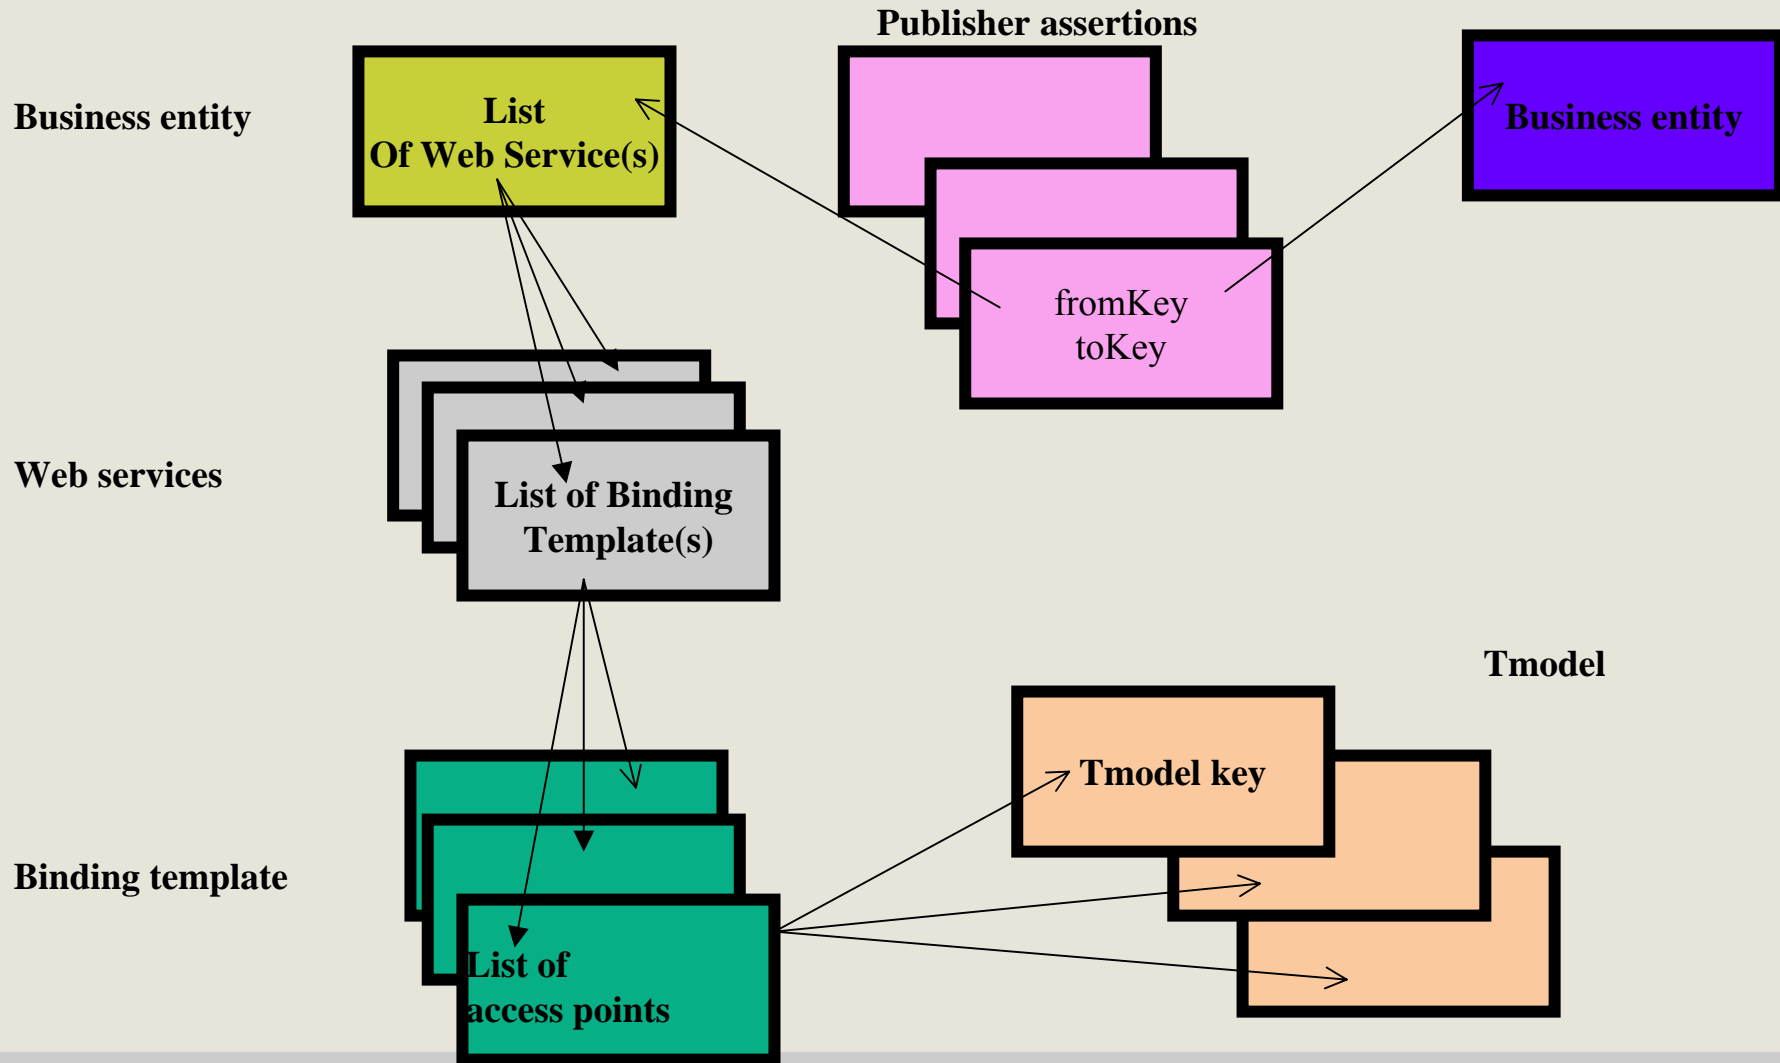 Publisher assertions
Business entity
List
Of Web Service(s)
Business entity
fromKey
toKey
Web services
List of Binding
Template(s)
Tmodel
Tmodel key
Binding template
List of
access points